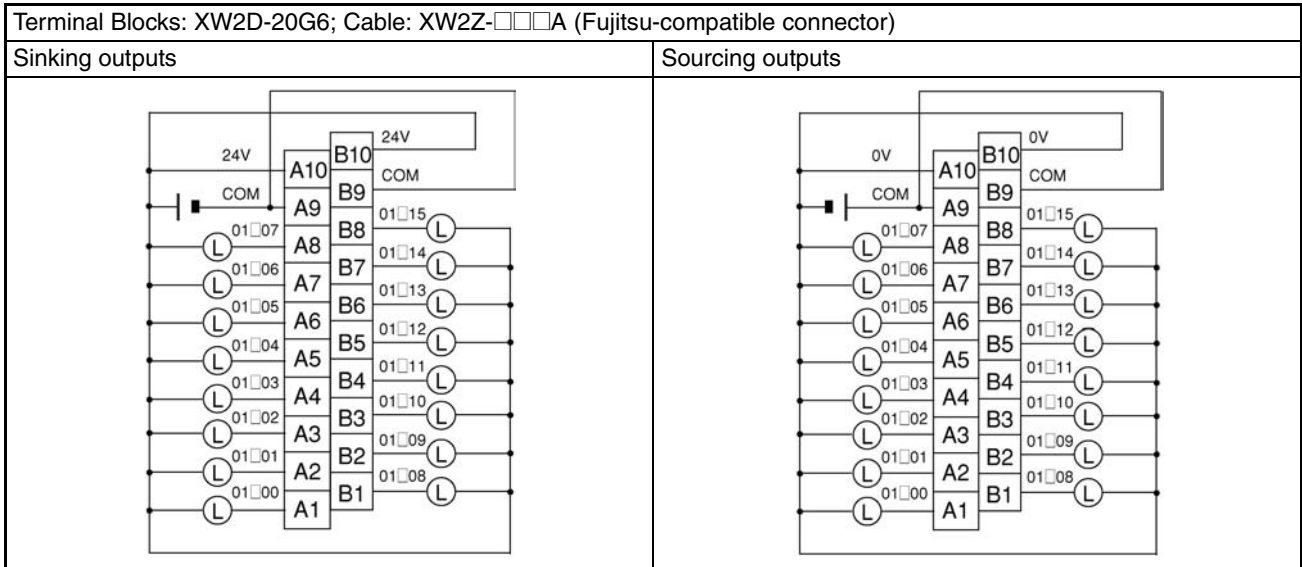 Terminal Blocks: XW2D-20G6; Cable: XW2Z-□□□A (Fujitsu-compatible connector)
Sinking outputs
24V
24V
B10
A10
COM
COM
B9
A9
01□15
L
01□07
B8
L
A8
01□14
L
01□06
B7
L
A7
01□13
L
01□05
B6
L
A6
01□12
L
01□04
B5
L
A5
01□11
L
01□03
B4
L
A4
01□10
L
01□02
B3
L
A3
01□09
L
01□01
B2
L
A2
01□08
L
01□00
B1
L
A1
Sourcing outputs
0V
0V
B10
A10
COM
COM
B9
A9
01□15
L
01□07
B8
L
A8
01□14
L
01□06
B7
L
A7
01□13
L
01□05
B6
L
A6
01□12
L
01□04
B5
L
A5
01□11
L
01□03
B4
L
A4
01□10
L
01□02
B3
L
A3
01□09
L
01□01
B2
L
A2
01□08
L
01□00
B1
L
A1